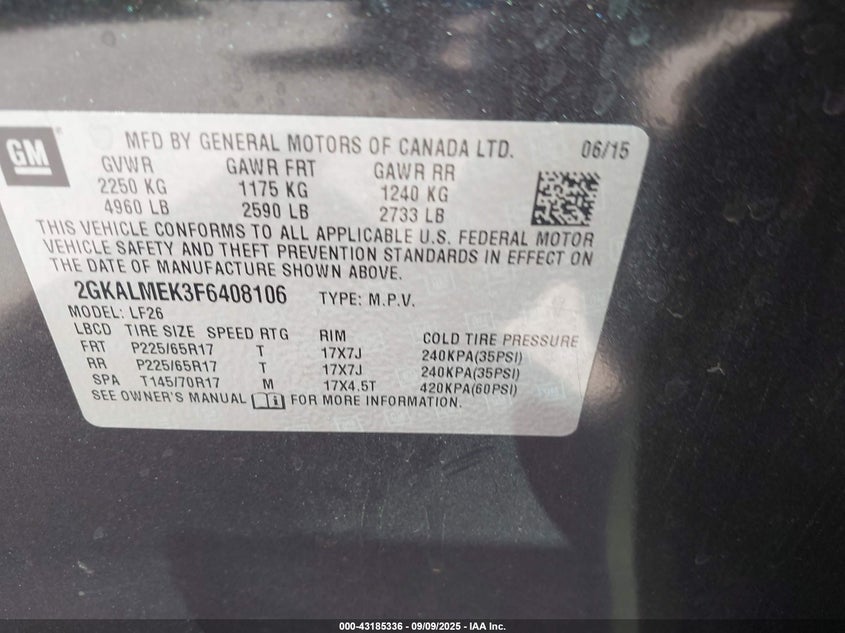 GM
MFD BY GENERAL MOTORS OF CANADA LTD. 06/15
GVWR GAWR FRT GAWR RR
2250 KG 1175 KG 1240 KG
4960 LB 2590 LB 2733 LB
THIS VEHICLE CONFORMS TO ALL APPLICABLE U.S. FEDERAL MOTOR
VEHICLE SAFETY AND THEFT PREVENTION STANDARDS IN EFFECT ON
THE DATE OF MANUFACTURE SHOWN ABOVE.
2GKALMEK3F6408106 TYPE: M.P.V.
MODEL: LF26
LBCD TIRE SIZE SPEED RTG RIM COLD TIRE PRESSURE
FRT P225/65R17 T 17X7J 240KPA(35PSI)
RR P225/65R17 T 17X7J 240KPA(35PSI)
SPA T145/70R17 M 17X4.5T 420KPA(60PSI)
SEE OWNER'S MANUAL FOR MORE INFORMATION.
000-43185336 - 09/09/2025 - IAA Inc.